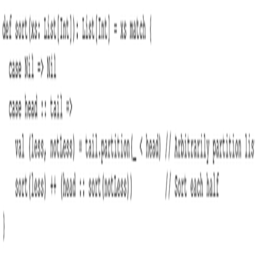 def sort(xs: List[Int]): List[Int] = xs match {
case Nil => Nil
case head :: tail =>
val (less, notLess) = tail.partition(_ < head) // Arbitrarily partition lis
sort(less) ++ (head :: sort(notLess)) // Sort each half
}